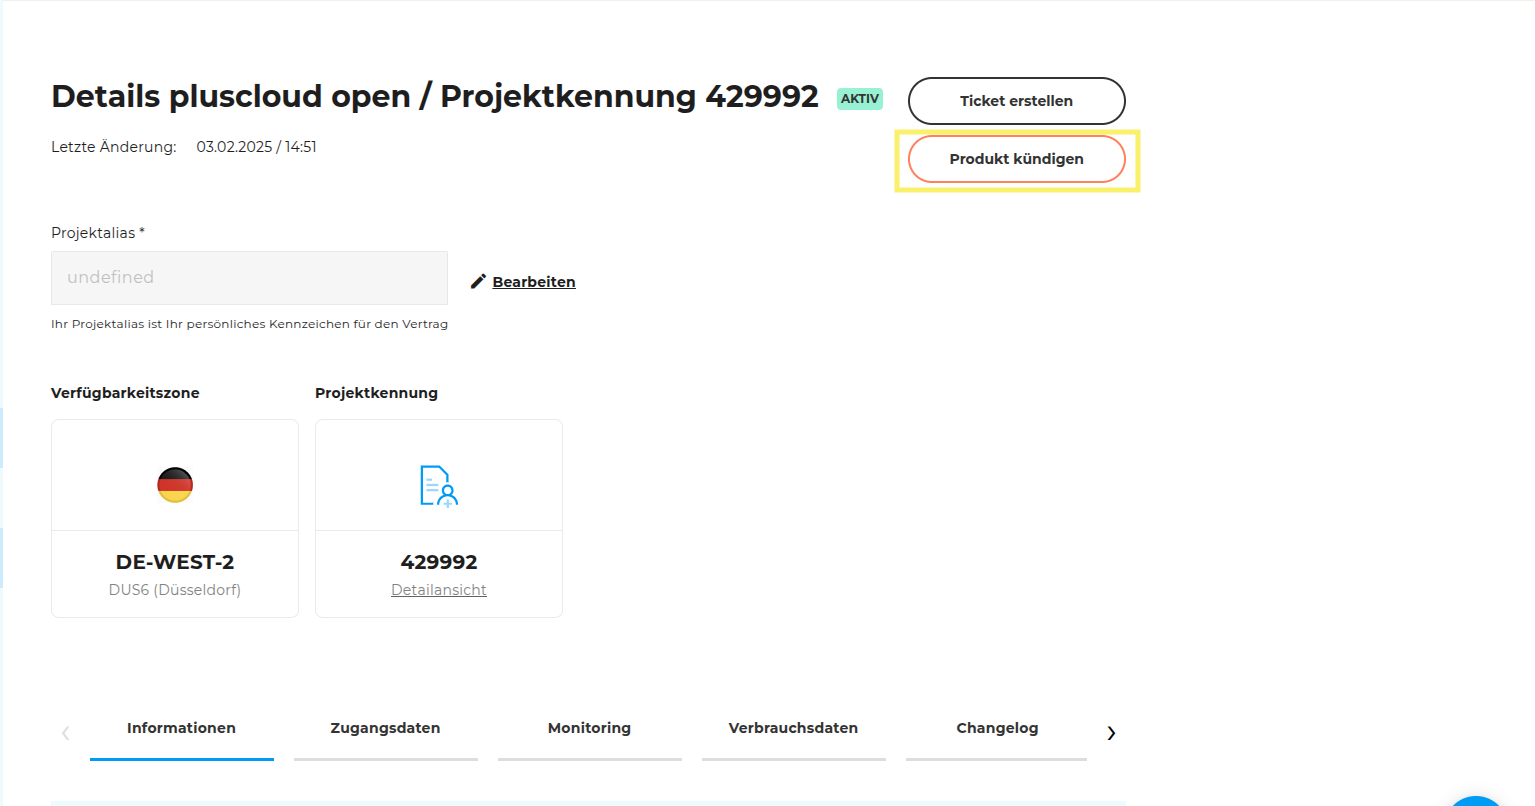 Details pluscloud open / Projektkennung 429992 AKTIV
Ticket erstellen
Letzte Änderung: 03.02.2025 / 14:51
Produkt kündigen
Projektalias *
undefined
Bearbeiten
Ihr Projektalias ist Ihr persönliches Kennzeichen für den Vertrag
Verfügbarkeitszone
Projektkennung
DE-WEST-2
DUS6 (Düsseldorf)
429992
Detailansicht
Informationen
Zugangsdaten
Monitoring
Verbrauchsdaten
Changelog